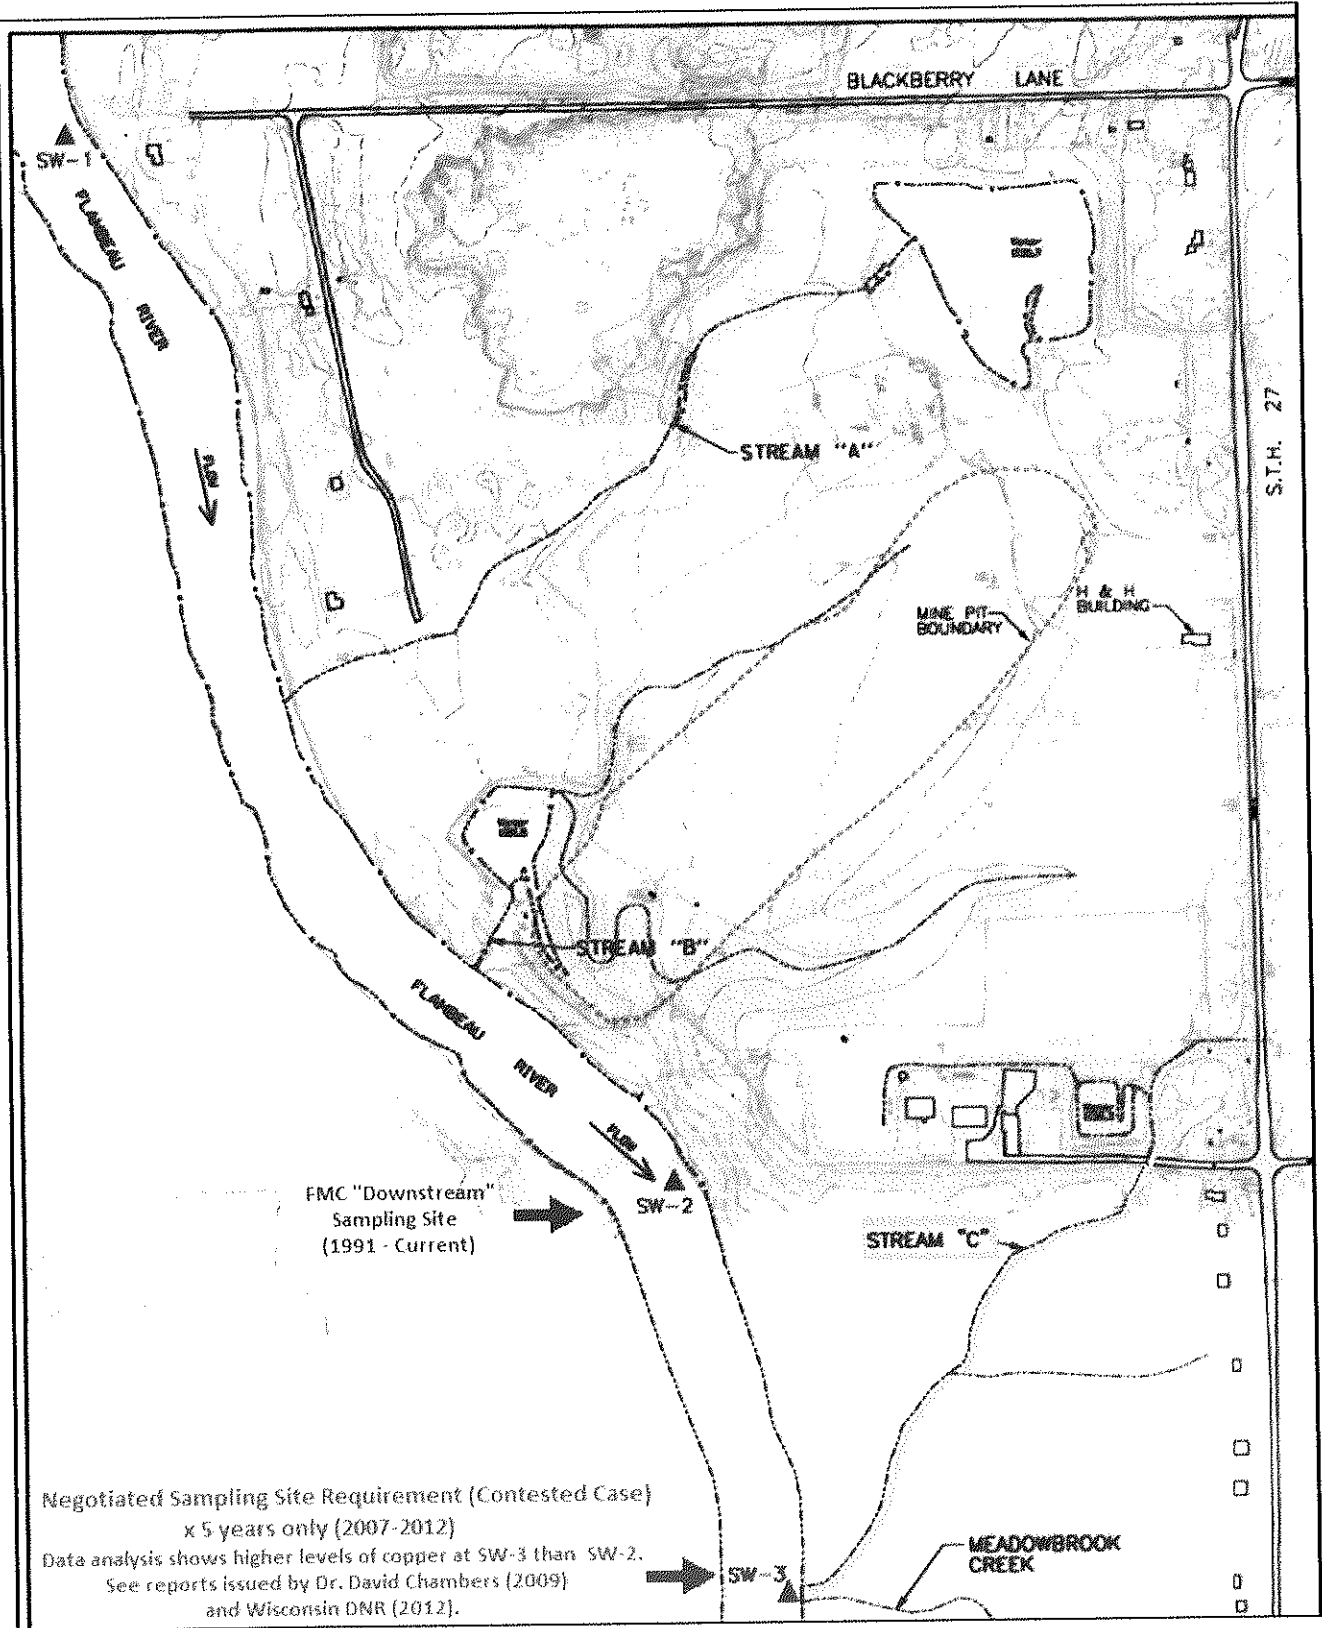 BLACKBERRY LANE
SW-1
FLAMBEAU
RIVER
FLOW
STREAM "A"
S.T.H. 27
MINE PIT
BOUNDARY
H & H
BUILDING
STREAM "B"
FLAMBEAU
RIVER
FLOW
FMC "Downstream"
Sampling Site
(1991 - Current)
SW-2
STREAM "C"
Negotiated Sampling Site Requirement (Contested Case)
x 5 years only (2007-2012)
Data analysis shows higher levels of copper at SW-3 than SW-2.
See reports issued by Dr. David Chambers (2009)
and Wisconsin DNR (2012).
SW-3
MEADOWBROOK
CREEK